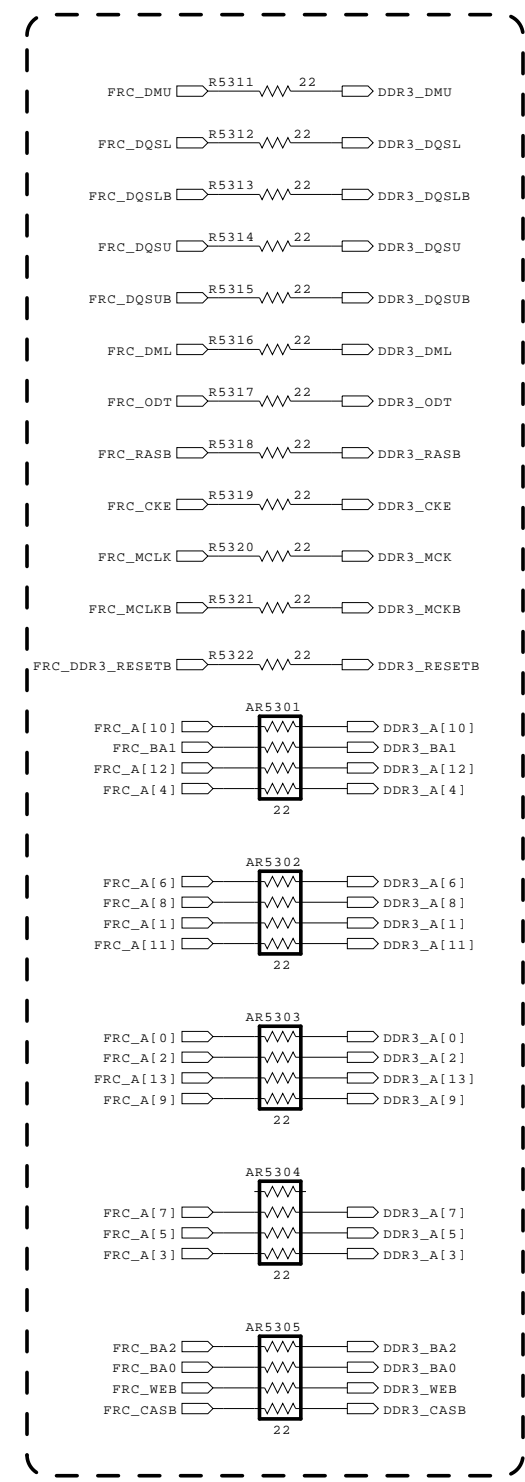 FRC_DMU R5311 22 DDR3_DMU
FRC_DQSL R5312 22 DDR3_DQSL
FRC_DQSLB R5313 22 DDR3_DQSLB
FRC_DQSU R5314 22 DDR3_DQSU
FRC_DQSUB R5315 22 DDR3_DQSUB
FRC_DML R5316 22 DDR3_DML
FRC_ODT R5317 22 DDR3_ODT
FRC_RASB R5318 22 DDR3_RASB
FRC_CKE R5319 22 DDR3_CKE
FRC_MCLK R5320 22 DDR3_MCK
FRC_MCLKB R5321 22 DDR3_MCKB
FRC_DDR3_RESETB R5322 22 DDR3_RESETB
AR5301
FRC_A[10] DDR3_A[10]
FRC_BA1 DDR3_BA1
FRC_A[12] DDR3_A[12]
FRC_A[4] DDR3_A[4]
22
AR5302
FRC_A[6] DDR3_A[6]
FRC_A[8] DDR3_A[8]
FRC_A[1] DDR3_A[1]
FRC_A[11] DDR3_A[11]
22
AR5303
FRC_A[0] DDR3_A[0]
FRC_A[2] DDR3_A[2]
FRC_A[13] DDR3_A[13]
FRC_A[9] DDR3_A[9]
22
AR5304
FRC_A[7] DDR3_A[7]
FRC_A[5] DDR3_A[5]
FRC_A[3] DDR3_A[3]
22
AR5305
FRC_BA2 DDR3_BA2
FRC_BA0 DDR3_BA0
FRC_WEB DDR3_WEB
FRC_CASB DDR3_CASB
22